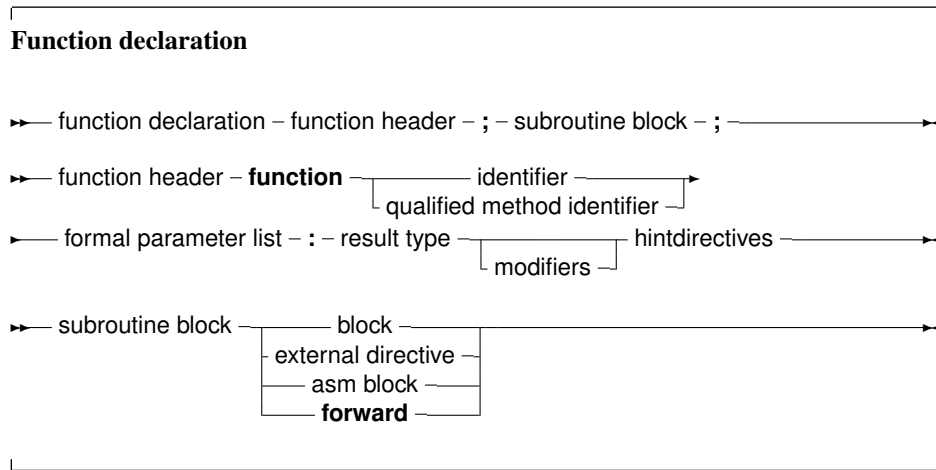 Function declaration
function declaration function header ; subroutine block ;
function header function identifier
qualified method identifier
formal parameter list : result type hintdirectives
modifiers
subroutine block block
external directive
asm block
forward